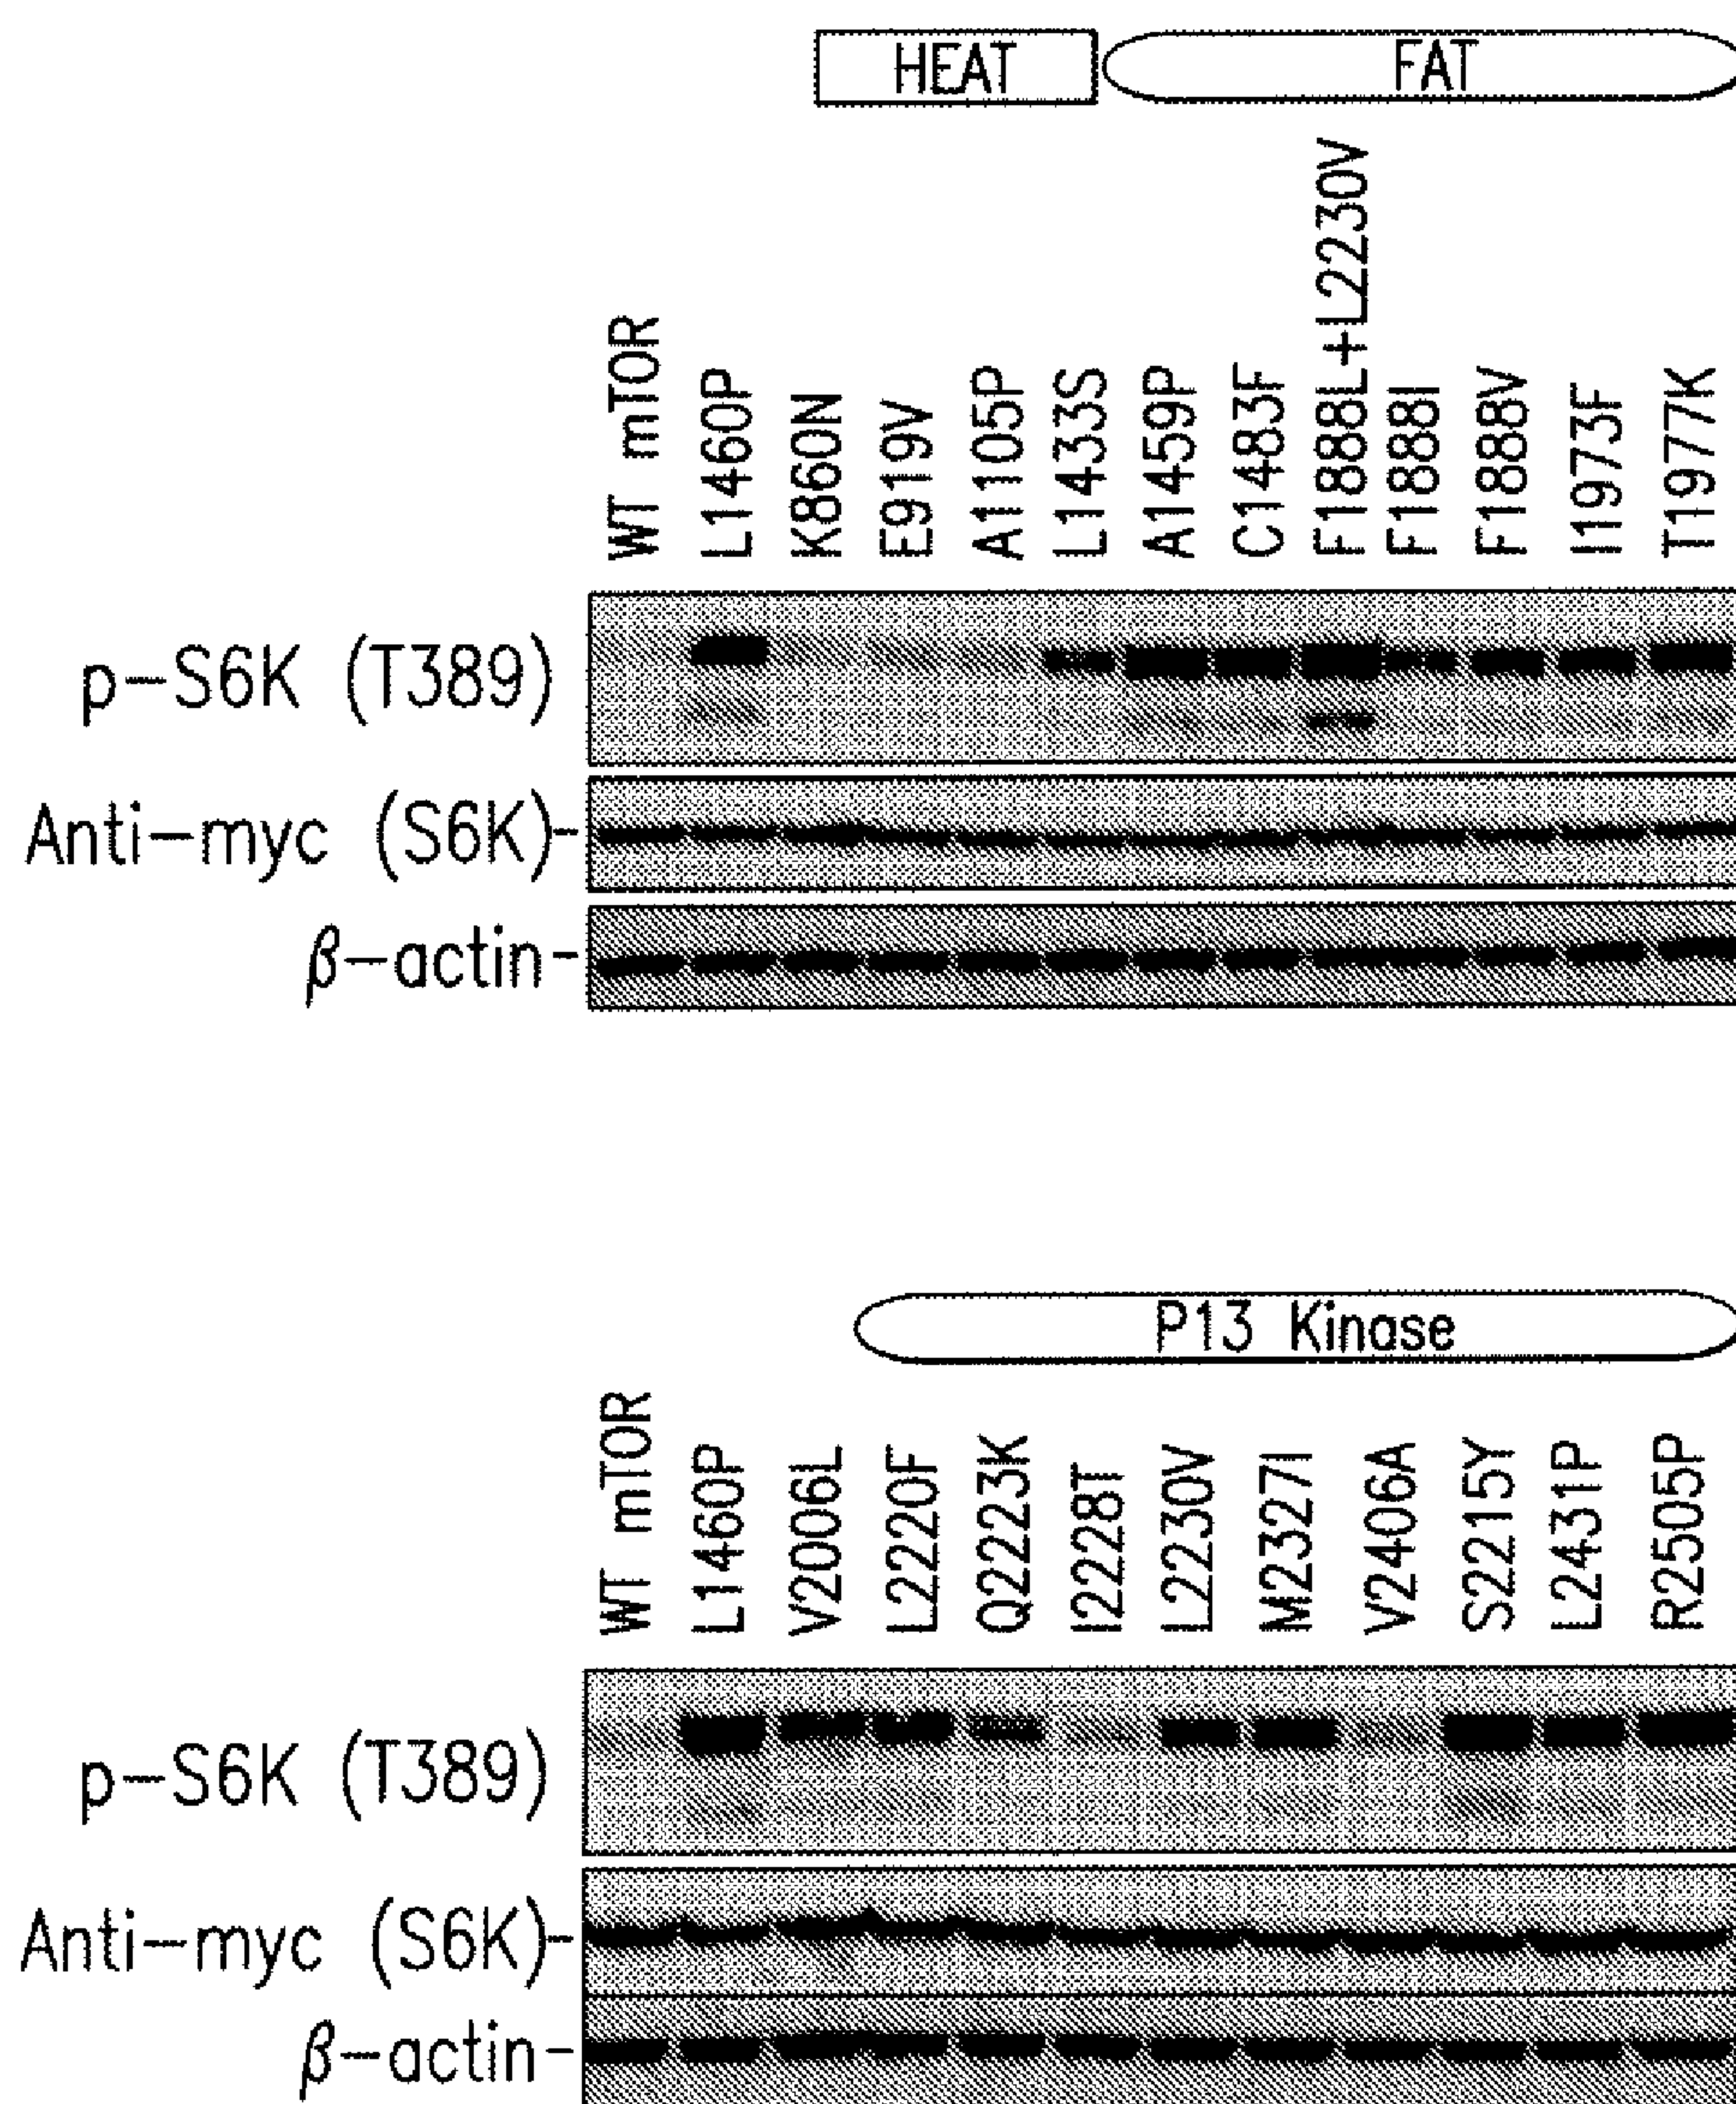 HEAT FAT
WT mTOR
L1460P
K860N
E919V
A1105P
L1433S
A1459P
C1483F
F1888L+L2230V
F1888I
F1888V
I1973F
T1977K
p-S6K (T389)
Anti-myc (S6K)-
β-actin-
P13 Kinase
WT mTOR
L1460P
V2006L
L2220F
Q2223K
I2228T
L2230V
M2327I
V2406A
S2215Y
L2431P
R2505P
p-S6K (T389)
Anti-myc (S6K)-
β-actin-